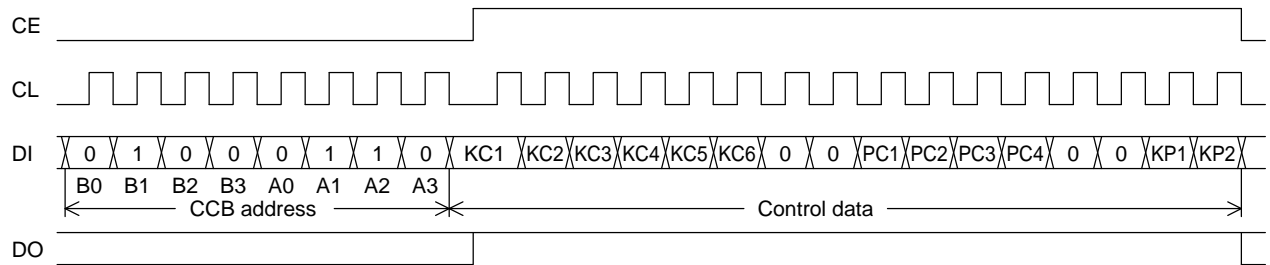 CE
CL
DI 0 1 0 0 0 1 1 0 KC1 KC2 KC3 KC4 KC5 KC6 0 0 PC1 PC2 PC3 PC4 0 0 KP1 KP2
B0 B1 B2 B3 A0 A1 A2 A3
CCB address Control data
DO